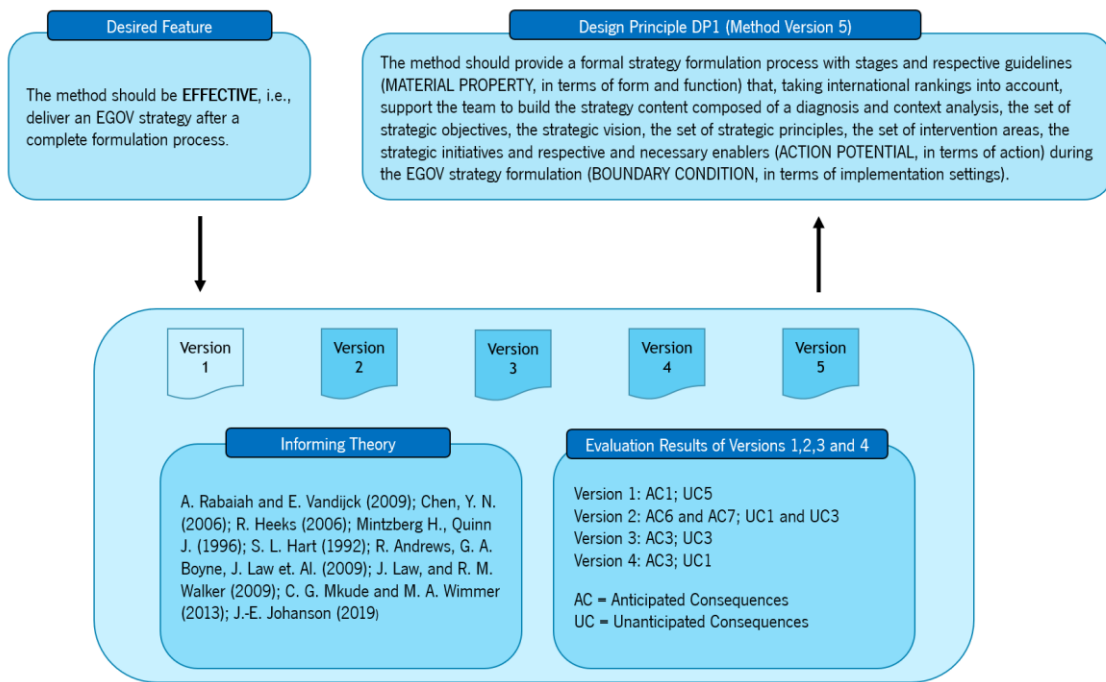 Desired Feature
The method should be EFFECTIVE, i.e.,
deliver an EGOV strategy after a
complete formulation process.
Design Principle DP1 (Method Version 5)
The method should provide a formal strategy formulation process with stages and respective guidelines
(MATERIAL PROPERTY, in terms of form and function) that, taking international rankings into account,
support the team to build the strategy content composed of a diagnosis and context analysis, the set of
strategic objectives, the strategic vision, the set of strategic principles, the set of intervention areas, the
strategic initiatives and respective and necessary enablers (ACTION POTENTIAL, in terms of action) during
the EGOV strategy formulation (BOUNDARY CONDITION, in terms of implementation settings).
Version
1
Version
2
Version
3
Version
4
Version
5
Informing Theory
A. Rabaiah and E. Vandijck (2009); Chen, Y. N.
(2006); R. Heeks (2006); Mintzberg H., Quinn
J. (1996); S. L. Hart (1992); R. Andrews, G. A.
Boyne, J. Law et. Al. (2009); J. Law, and R. M.
Walker (2009); C. G. Mkude and M. A. Wimmer
(2013); J.-E. Johanson (2019)
Evaluation Results of Versions 1,2,3 and 4
Version 1: AC1; UC5
Version 2: AC6 and AC7; UC1 and UC3
Version 3: AC3; UC3
Version 4: AC3; UC1
AC = Anticipated Consequences
UC = Unanticipated Consequences